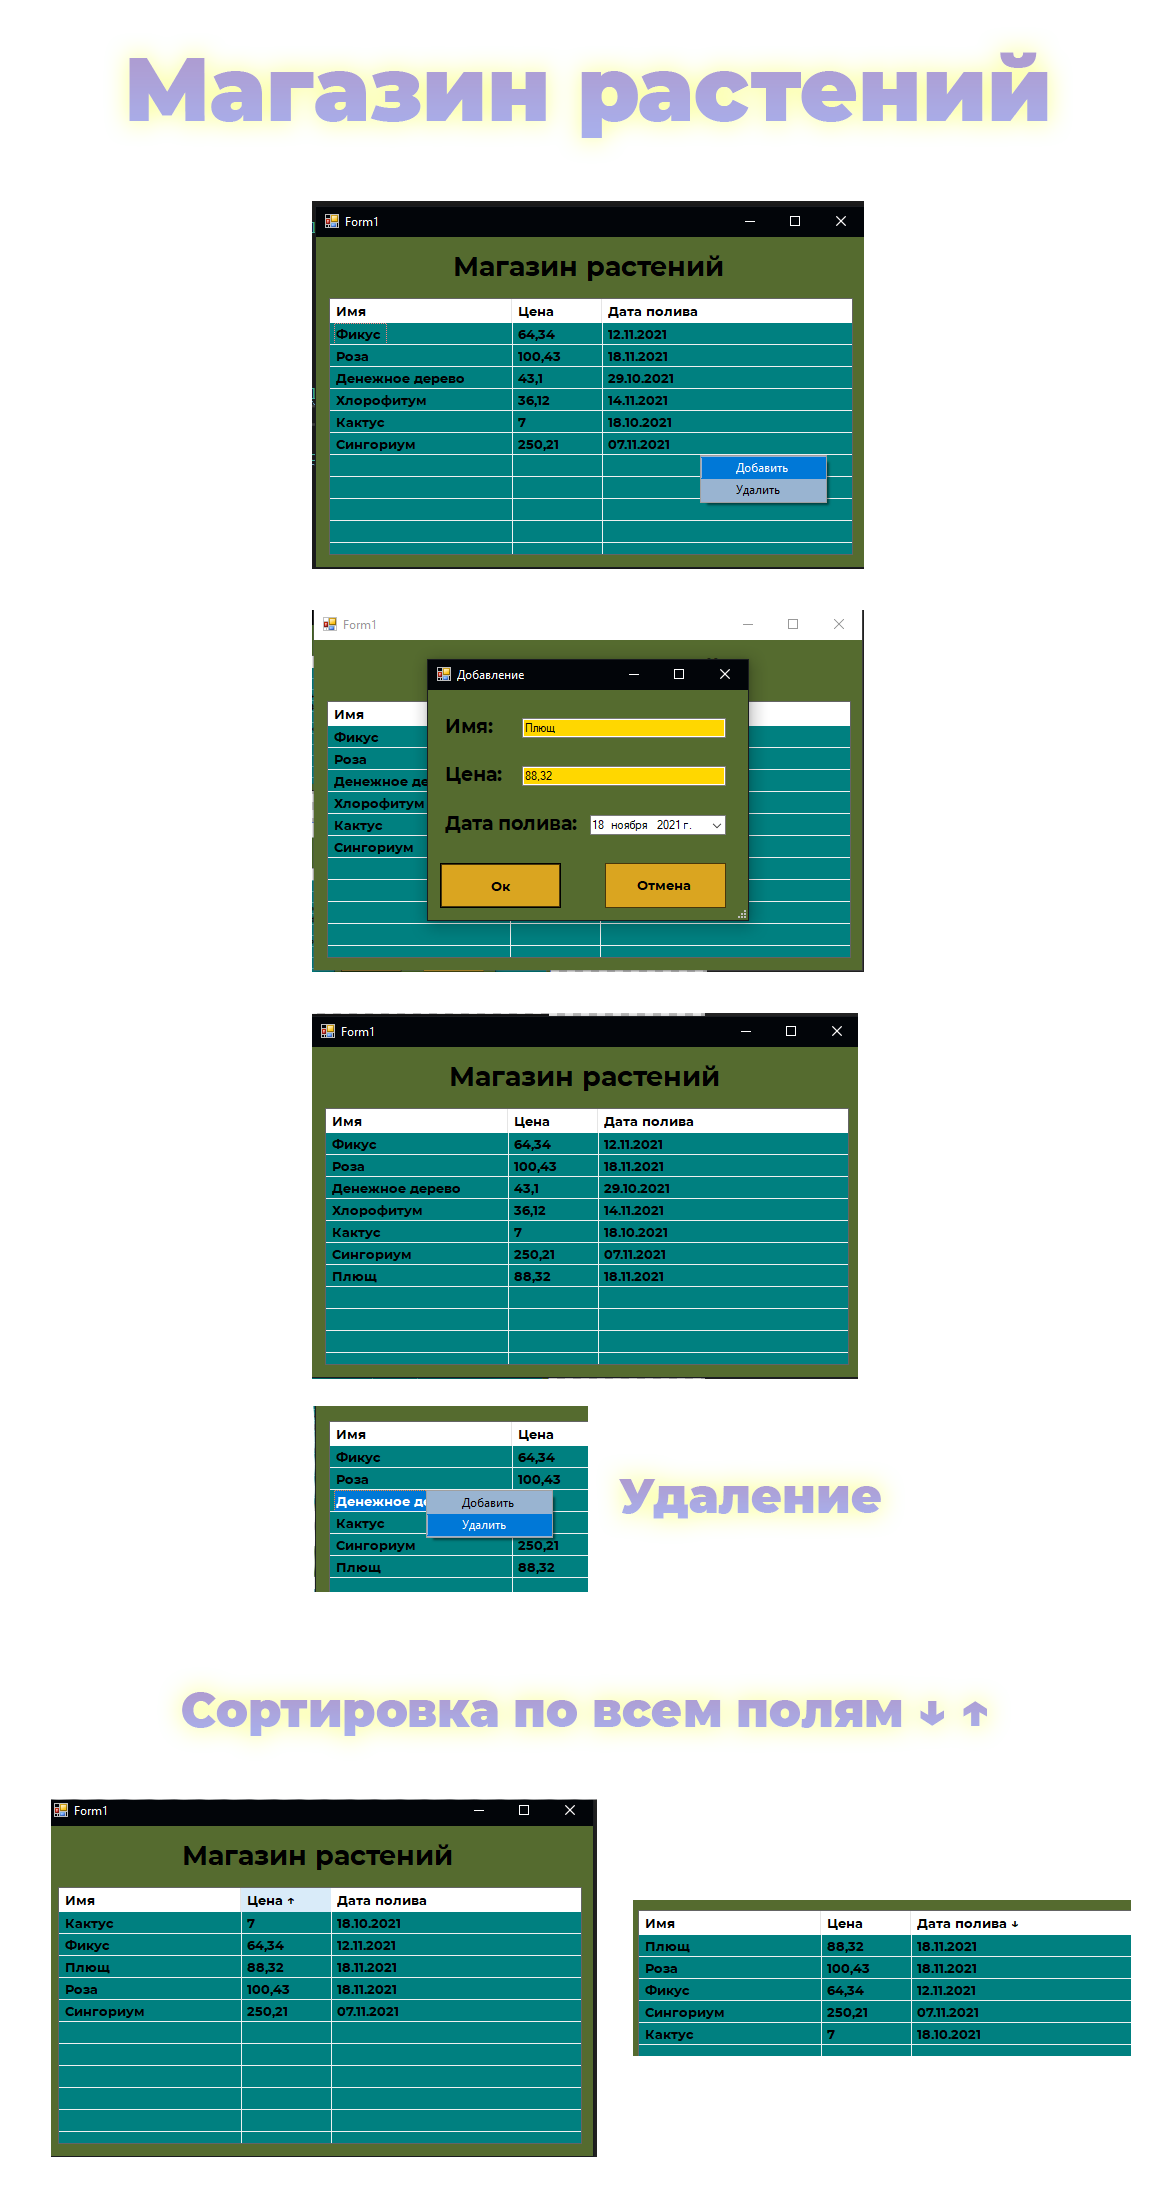 Магазин растений
Form1
Магазин растений
Имя Цена Дата полива
Фикус 64,34 12.11.2021
Роза 100,43 18.11.2021
Денежное дерево 43,1 29.10.2021
Хлорофитум 36,12 14.11.2021
Кактус 7 18.10.2021
Сингориум 250,21 07.11.2021
Добавить
Удалить
Form1
Добавление
Имя
Фикус
Роза
Денежное де
Хлорофитум
Кактус
Сингориум
Имя: Плющ
Цена: 88,32
Дата полива: 18 ноября 2021 г.
Ок Отмена
Form1
Магазин растений
Имя Цена Дата полива
Фикус 64,34 12.11.2021
Роза 100,43 18.11.2021
Денежное дерево 43,1 29.10.2021
Хлорофитум 36,12 14.11.2021
Кактус 7 18.10.2021
Сингориум 250,21 07.11.2021
Плющ 88,32 18.11.2021
Имя Цена
Фикус 64,34
Роза 100,43
Денежное де
Кактус
Сингориум 250,21
Плющ 88,32
Добавить
Удалить
Удаление
Сортировка по всем полям ↓ ↑
Form1
Магазин растений
Имя Цена ↑ Дата полива
Кактус 7 18.10.2021
Фикус 64,34 12.11.2021
Плющ 88,32 18.11.2021
Роза 100,43 18.11.2021
Сингориум 250,21 07.11.2021
Имя Цена Дата полива ↓
Плющ 88,32 18.11.2021
Роза 100,43 18.11.2021
Фикус 64,34 12.11.2021
Сингориум 250,21 07.11.2021
Кактус 7 18.10.2021